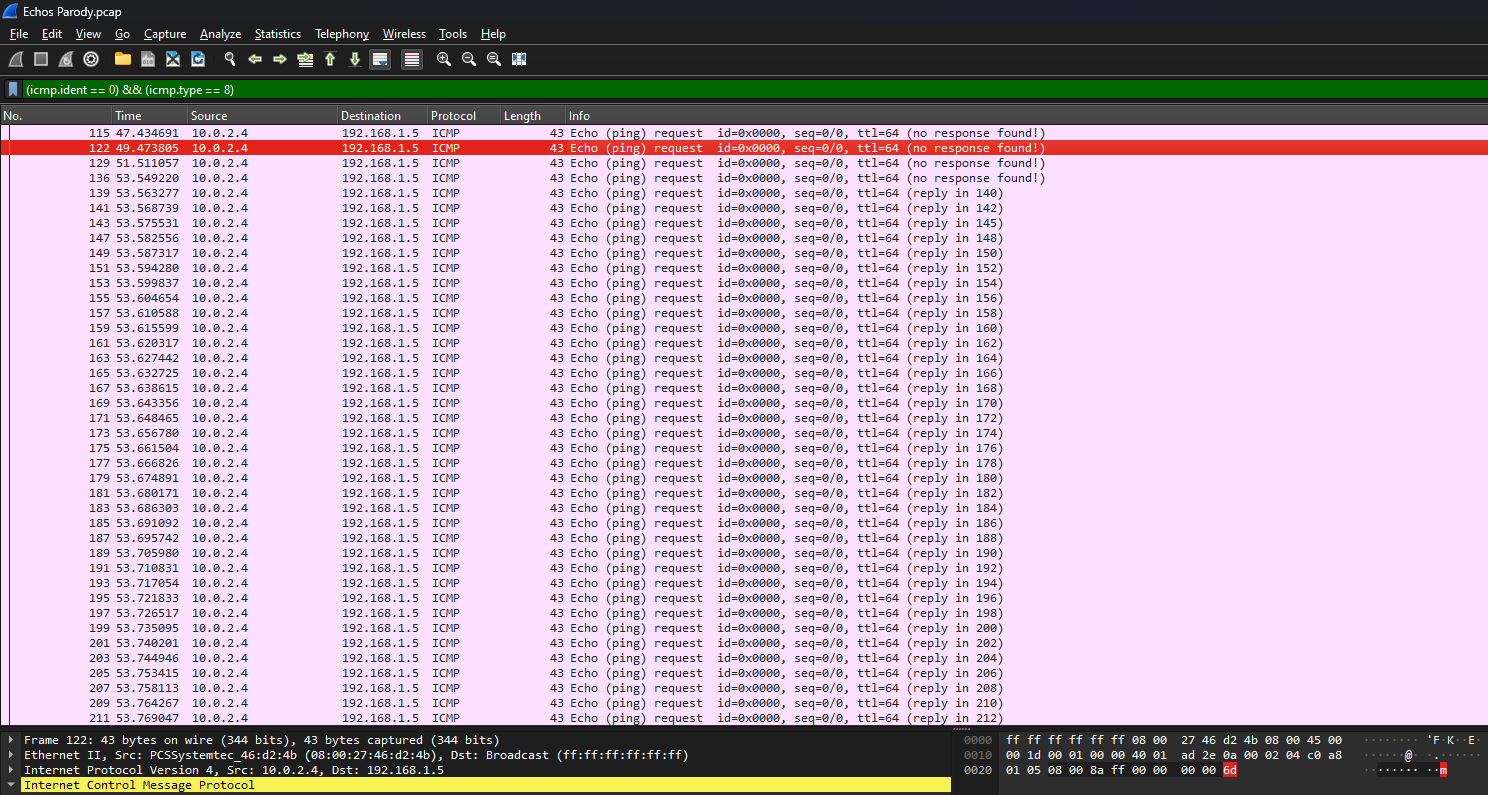 Echos Parody.pcap
File Edit View Go Capture Analyze Statistics Telephony Wireless Tools Help
(icmp.ident == 0) && (icmp.type == 8)
No. Time Source Destination Protocol Length Info
115 47.434691 10.0.2.4 192.168.1.5 ICMP 43 Echo (ping) request id=0x0000, seq=0/0, ttl=64 (no response found!)
122 49.473805 10.0.2.4 192.168.1.5 ICMP 43 Echo (ping) request id=0x0000, seq=0/0, ttl=64 (no response found!)
129 51.511057 10.0.2.4 192.168.1.5 ICMP 43 Echo (ping) request id=0x0000, seq=0/0, ttl=64 (no response found!)
136 53.549220 10.0.2.4 192.168.1.5 ICMP 43 Echo (ping) request id=0x0000, seq=0/0, ttl=64 (no response found!)
139 53.563277 10.0.2.4 192.168.1.5 ICMP 43 Echo (ping) request id=0x0000, seq=0/0, ttl=64 (reply in 140)
141 53.568739 10.0.2.4 192.168.1.5 ICMP 43 Echo (ping) request id=0x0000, seq=0/0, ttl=64 (reply in 142)
143 53.575531 10.0.2.4 192.168.1.5 ICMP 43 Echo (ping) request id=0x0000, seq=0/0, ttl=64 (reply in 145)
147 53.582556 10.0.2.4 192.168.1.5 ICMP 43 Echo (ping) request id=0x0000, seq=0/0, ttl=64 (reply in 148)
149 53.587317 10.0.2.4 192.168.1.5 ICMP 43 Echo (ping) request id=0x0000, seq=0/0, ttl=64 (reply in 150)
151 53.594280 10.0.2.4 192.168.1.5 ICMP 43 Echo (ping) request id=0x0000, seq=0/0, ttl=64 (reply in 152)
153 53.599837 10.0.2.4 192.168.1.5 ICMP 43 Echo (ping) request id=0x0000, seq=0/0, ttl=64 (reply in 154)
155 53.604654 10.0.2.4 192.168.1.5 ICMP 43 Echo (ping) request id=0x0000, seq=0/0, ttl=64 (reply in 156)
157 53.610588 10.0.2.4 192.168.1.5 ICMP 43 Echo (ping) request id=0x0000, seq=0/0, ttl=64 (reply in 158)
159 53.615599 10.0.2.4 192.168.1.5 ICMP 43 Echo (ping) request id=0x0000, seq=0/0, ttl=64 (reply in 160)
161 53.620317 10.0.2.4 192.168.1.5 ICMP 43 Echo (ping) request id=0x0000, seq=0/0, ttl=64 (reply in 162)
163 53.627442 10.0.2.4 192.168.1.5 ICMP 43 Echo (ping) request id=0x0000, seq=0/0, ttl=64 (reply in 164)
165 53.632725 10.0.2.4 192.168.1.5 ICMP 43 Echo (ping) request id=0x0000, seq=0/0, ttl=64 (reply in 166)
167 53.638615 10.0.2.4 192.168.1.5 ICMP 43 Echo (ping) request id=0x0000, seq=0/0, ttl=64 (reply in 168)
169 53.643356 10.0.2.4 192.168.1.5 ICMP 43 Echo (ping) request id=0x0000, seq=0/0, ttl=64 (reply in 170)
171 53.648465 10.0.2.4 192.168.1.5 ICMP 43 Echo (ping) request id=0x0000, seq=0/0, ttl=64 (reply in 172)
173 53.656780 10.0.2.4 192.168.1.5 ICMP 43 Echo (ping) request id=0x0000, seq=0/0, ttl=64 (reply in 174)
175 53.661504 10.0.2.4 192.168.1.5 ICMP 43 Echo (ping) request id=0x0000, seq=0/0, ttl=64 (reply in 176)
177 53.666826 10.0.2.4 192.168.1.5 ICMP 43 Echo (ping) request id=0x0000, seq=0/0, ttl=64 (reply in 178)
179 53.674891 10.0.2.4 192.168.1.5 ICMP 43 Echo (ping) request id=0x0000, seq=0/0, ttl=64 (reply in 180)
181 53.680171 10.0.2.4 192.168.1.5 ICMP 43 Echo (ping) request id=0x0000, seq=0/0, ttl=64 (reply in 182)
183 53.686303 10.0.2.4 192.168.1.5 ICMP 43 Echo (ping) request id=0x0000, seq=0/0, ttl=64 (reply in 184)
185 53.691092 10.0.2.4 192.168.1.5 ICMP 43 Echo (ping) request id=0x0000, seq=0/0, ttl=64 (reply in 186)
187 53.695742 10.0.2.4 192.168.1.5 ICMP 43 Echo (ping) request id=0x0000, seq=0/0, ttl=64 (reply in 188)
189 53.705980 10.0.2.4 192.168.1.5 ICMP 43 Echo (ping) request id=0x0000, seq=0/0, ttl=64 (reply in 190)
191 53.710831 10.0.2.4 192.168.1.5 ICMP 43 Echo (ping) request id=0x0000, seq=0/0, ttl=64 (reply in 192)
193 53.717054 10.0.2.4 192.168.1.5 ICMP 43 Echo (ping) request id=0x0000, seq=0/0, ttl=64 (reply in 194)
195 53.721833 10.0.2.4 192.168.1.5 ICMP 43 Echo (ping) request id=0x0000, seq=0/0, ttl=64 (reply in 196)
197 53.726517 10.0.2.4 192.168.1.5 ICMP 43 Echo (ping) request id=0x0000, seq=0/0, ttl=64 (reply in 198)
199 53.735095 10.0.2.4 192.168.1.5 ICMP 43 Echo (ping) request id=0x0000, seq=0/0, ttl=64 (reply in 200)
201 53.740201 10.0.2.4 192.168.1.5 ICMP 43 Echo (ping) request id=0x0000, seq=0/0, ttl=64 (reply in 202)
203 53.744946 10.0.2.4 192.168.1.5 ICMP 43 Echo (ping) request id=0x0000, seq=0/0, ttl=64 (reply in 204)
205 53.753415 10.0.2.4 192.168.1.5 ICMP 43 Echo (ping) request id=0x0000, seq=0/0, ttl=64 (reply in 206)
207 53.758113 10.0.2.4 192.168.1.5 ICMP 43 Echo (ping) request id=0x0000, seq=0/0, ttl=64 (reply in 208)
209 53.764267 10.0.2.4 192.168.1.5 ICMP 43 Echo (ping) request id=0x0000, seq=0/0, ttl=64 (reply in 210)
211 53.769047 10.0.2.4 192.168.1.5 ICMP 43 Echo (ping) request id=0x0000, seq=0/0, ttl=64 (reply in 212)
Frame 122: 43 bytes on wire (344 bits), 43 bytes captured (344 bits)
Ethernet II, Src: PCSSystemtec_46:d2:4b (08:00:27:46:d2:4b), Dst: Broadcast (ff:ff:ff:ff:ff:ff)
Internet Protocol Version 4, Src: 10.0.2.4, Dst: 192.168.1.5
Internet Control Message Protocol
0000 ff ff ff ff ff ff 08 00 27 46 d2 4b 08 00 45 00 ········ 'F·K··E·
0010 00 1d 00 01 00 00 40 01 ad 2e 0a 00 02 04 c0 a8 ······@· ·.······
0020 01 05 08 00 8a ff 00 00 00 00 6d ········ ··m